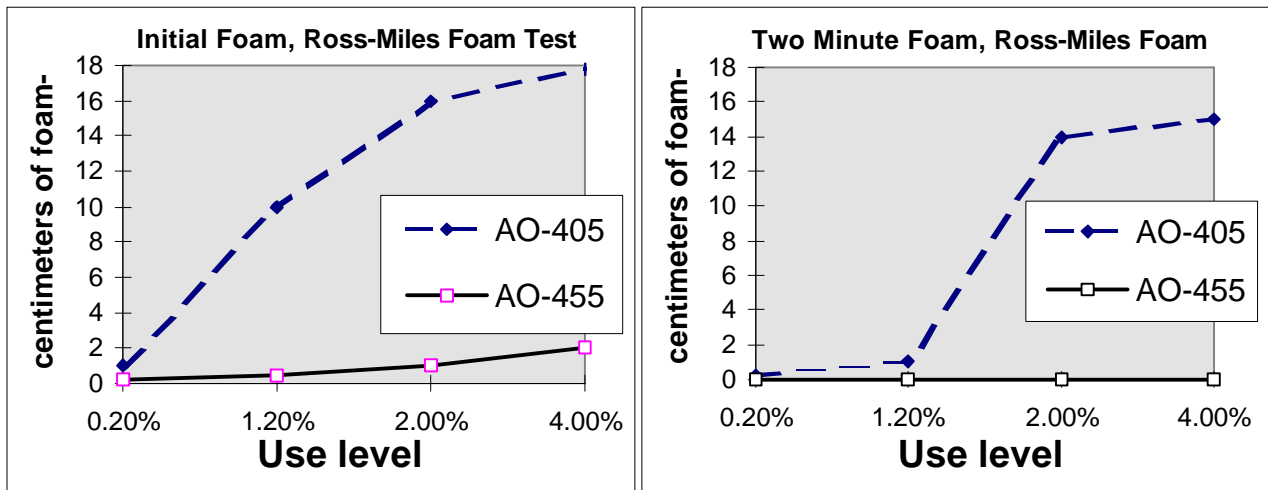 Initial Foam, Ross-Miles Foam Test
centimeters of foam-
18
16
14
12
10
8
6
4
2
0
AO-405
AO-455
0.20%
1.20%
2.00%
4.00%
Use level
Two Minute Foam, Ross-Miles Foam
centimeters of foam-
18
16
14
12
10
8
6
4
2
0
AO-405
AO-455
0.20%
1.20%
2.00%
4.00%
Use level